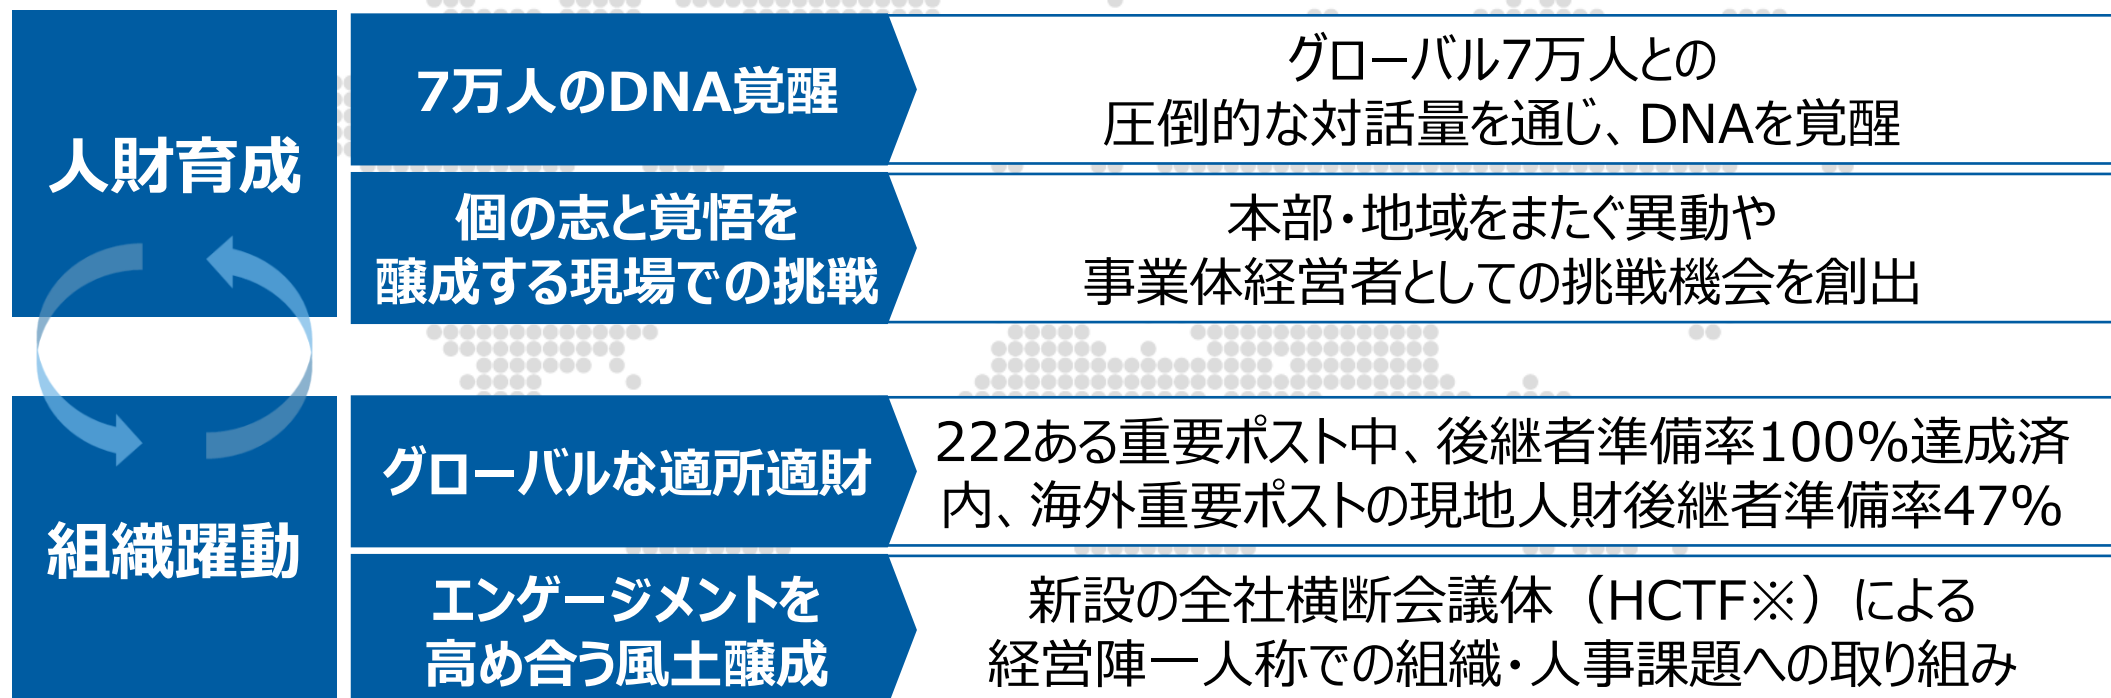 人財育成
7万人のDNA覚醒
グローバル7万人との
圧倒的な対話量を通じ、DNAを覚醒
個の志と覚悟を
醸成する現場での挑戦
本部・地域をまたぐ異動や
事業体経営者としての挑戦機会を創出
組織躍動
グローバルな適所適財
222ある重要ポスト中、後継者準備率100%達成済
内、海外重要ポストの現地人財後継者準備率47%
エンゲージメントを
高め合う風土醸成
新設の全社横断会議体（HCTF※）による
経営陣一人称での組織・人事課題への取り組み